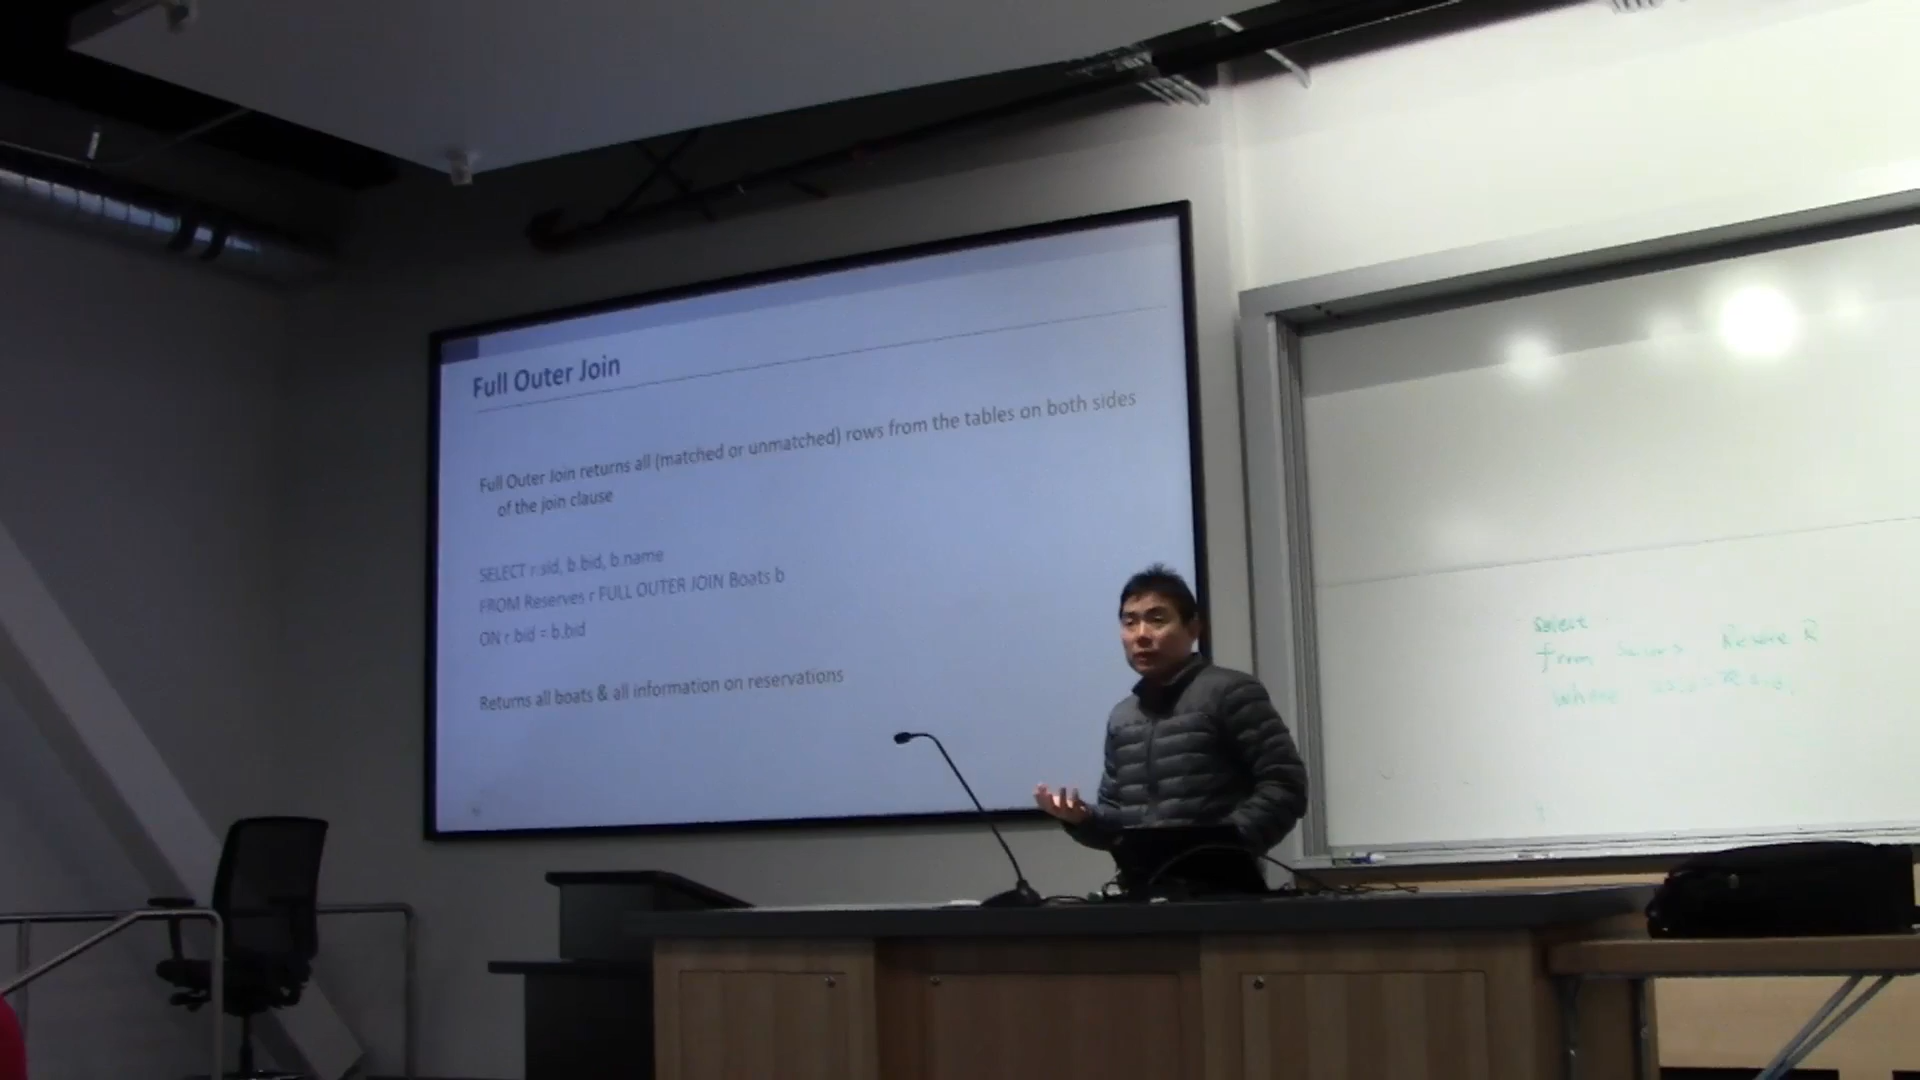 Full Outer Join
Full Outer Join returns all (matched or unmatched) rows from the tables on both sides
of the join clause
SELECT r.sid, b.bid, b.name
FROM Reserves r FULL OUTER JOIN Boats b
ON r.bid = b.bid
Returns all boats & all information on reservations
Select
from Reserve R
where